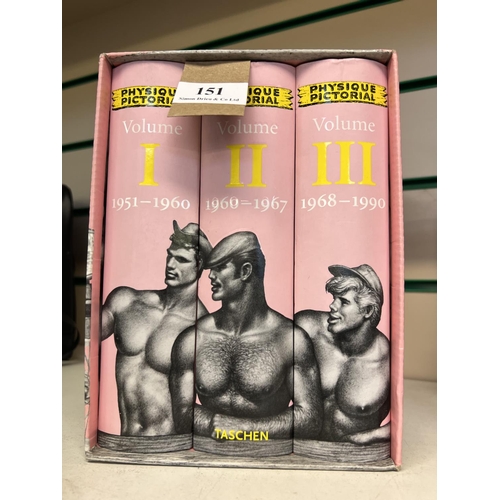 151
Simon Drew & Co Ltd
PHYSIQUE
PICTORIAL
Volume
I
1951–1960
PHYSIQUE
PICTORIAL
Volume
II
1960–1967
PHYSIQUE
PICTORIAL
Volume
III
1968–1990
TASCHEN